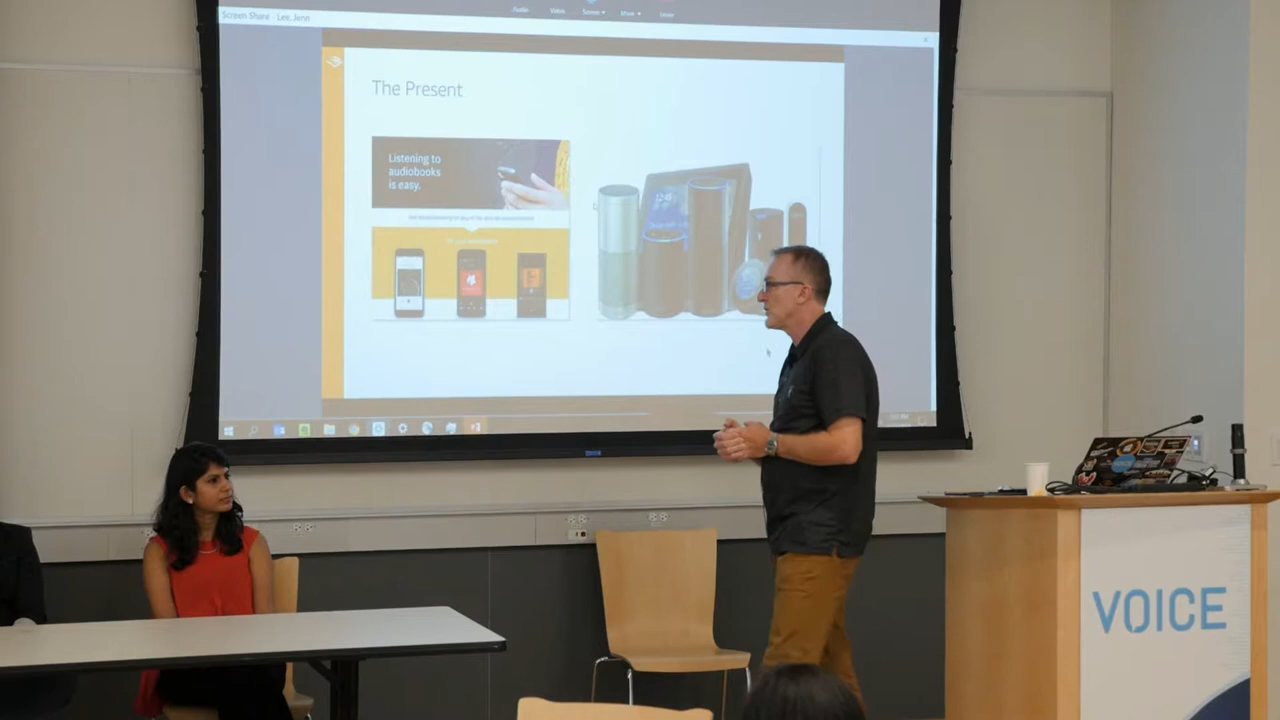 Screen Share - Lee, Jenn
Audio Video Screen More Leave
The Present
Listening to
audiobooks
is easy.
VOICE